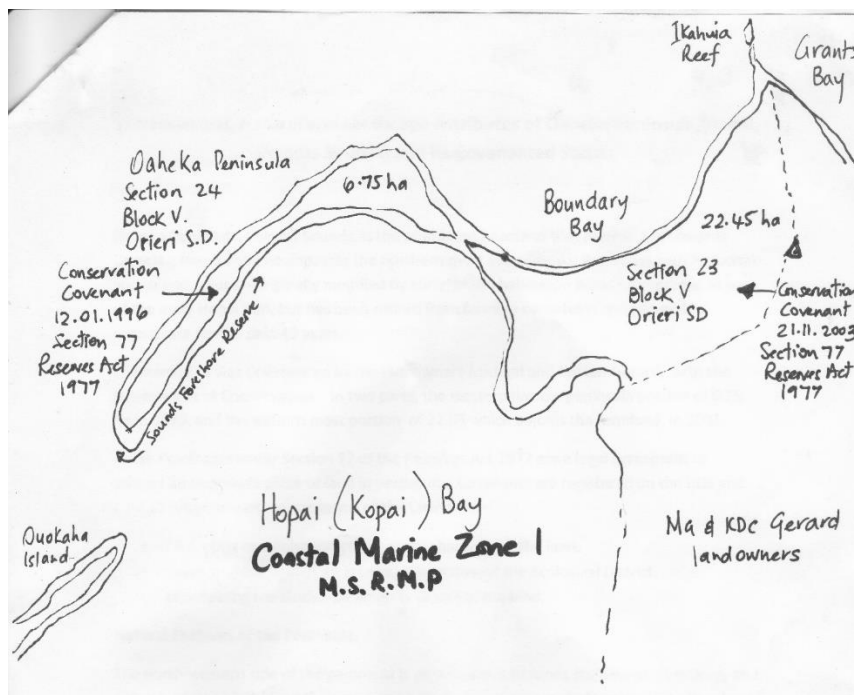 Ikahuia
Reef
Grants
Bay
Oaheka Peninsula
Section 24
Block V.
Orieri S.D.
6.75 ha
Boundary
Bay
22.45 ha
Conservation
Covenant
12.01.1996
Section 77
Reserves Act
1977
Sounds Foreshore Reserve
Section 23
Block V.
Orieri SD
Conservation
Covenant
21.11.2003
Section 77
Reserves Act
1977
Hopai (Kopai) Bay
Coastal Marine Zone 1
M.S.R.M.P
Ouokaha
Island
Ma & KDC Gerard
landowners